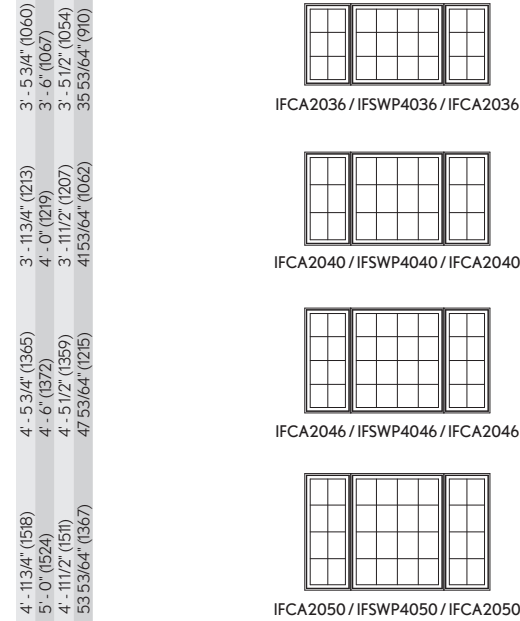 3' - 5 3/4" (1060)
3' - 6" (1067)
3' - 5 1/2" (1054)
35 53/64" (910)
IFCA2036 / IFSWP4036 / IFCA2036
3' - 11 3/4" (1213)
4' - 0" (1219)
3' - 11 1/2" (1207)
41 53/64" (1062)
IFCA2040 / IFSWP4040 / IFCA2040
4' - 5 3/4" (1365)
4' - 6" (1372)
4' - 5 1/2" (1359)
47 53/64" (1215)
IFCA2046 / IFSWP4046 / IFCA2046
4' - 11 3/4" (1518)
5' - 0" (1524)
4' - 11 1/2" (1511)
53 53/64" (1367)
IFCA2050 / IFSWP4050 / IFCA2050